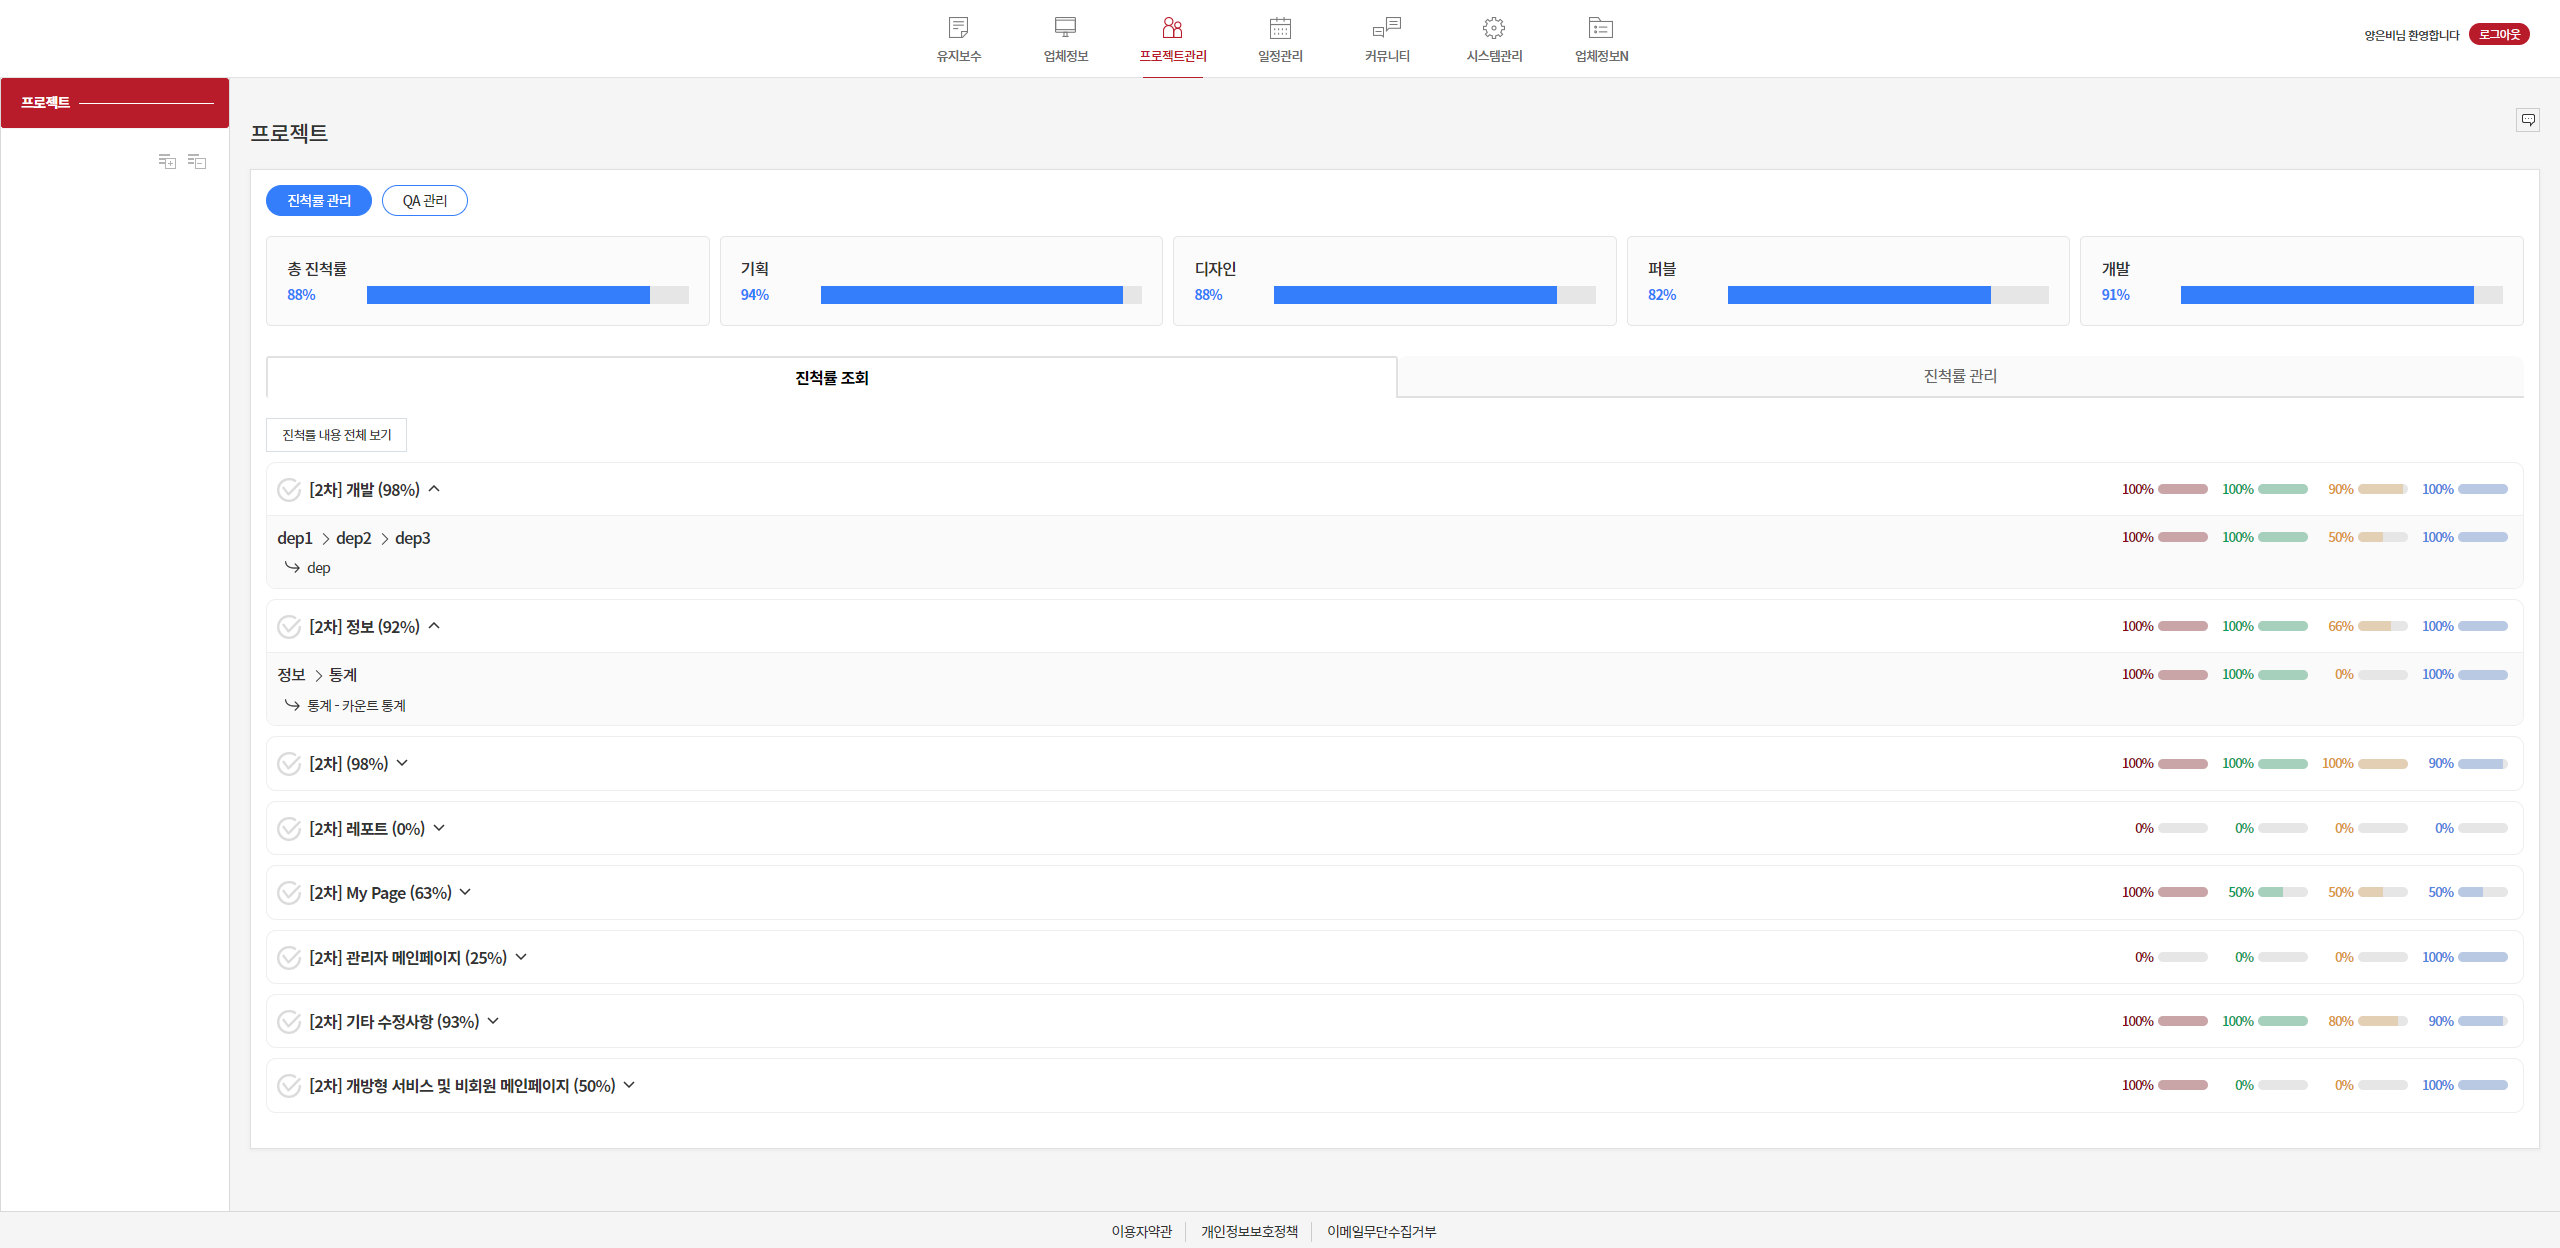 유지보수 업체정보 프로젝트관리 일정관리 커뮤니티 시스템관리 업체정보N
양은비님 환영합니다 로그아웃
프로젝트
프로젝트
진척률 관리 QA 관리
총 진척률
88%
기획
94%
디자인
88%
퍼블
82%
개발
91%
진척률 조회 진척률 관리
진척률 내용 전체 보기
[2차] 개발 (98%) 100% 100% 90% 100%
dep1 dep2 dep3 100% 100% 50% 100%
dep
[2차] 정보 (92%) 100% 100% 66% 100%
정보 통계 100% 100% 0% 100%
통계 - 카운트 통계
[2차] (98%) 100% 100% 100% 90%
[2차] 레포트 (0%) 0% 0% 0% 0%
[2차] My Page (63%) 100% 50% 50% 50%
[2차] 관리자 메인페이지 (25%) 0% 0% 0% 100%
[2차] 기타 수정사항 (93%) 100% 100% 80% 90%
[2차] 개방형 서비스 및 비회원 메인페이지 (50%) 100% 0% 0% 100%
이용자약관 개인정보보호정책 이메일무단수집거부